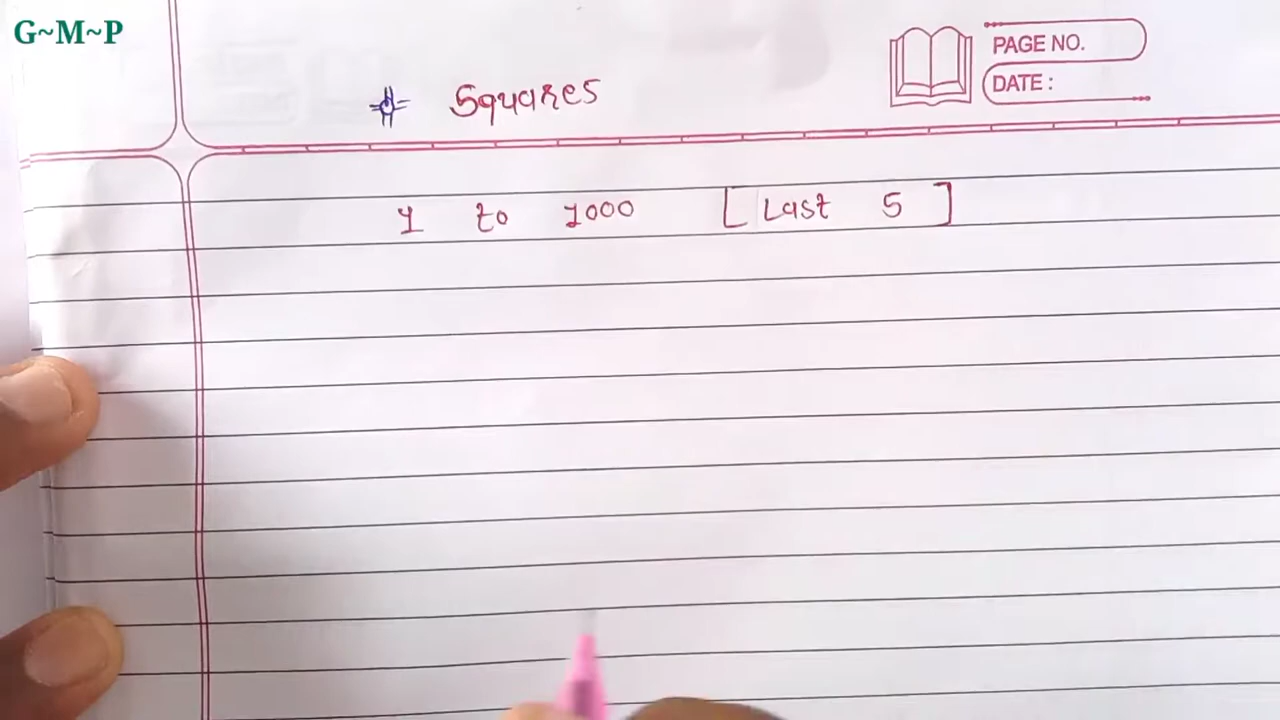 G~M~P
PAGE NO.
DATE :
Squares
1 to 1000 [ Last 5 ]